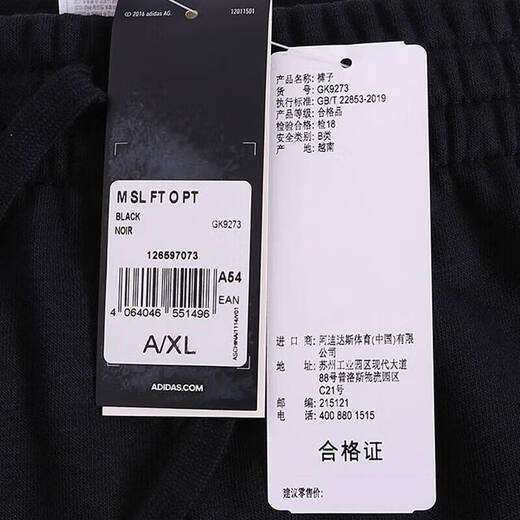 © 2016 adidas AG.
12011501
M SL FT O PT
BLACK
NOIR
GK9273
126597073
A54
EAN
4 064046 551496
A/XL
ASCHINA/1114/V01
ADIDAS.COM
产品名称: 裤子
货 号: GK9273
执行标准: GB/T 22853-2019
产品等级: 合格品
检验合格: 检18
安全类别: B类
产 地: 越南
进 口 商: 阿迪达斯体育(中国)有限
公司
地 址: 苏州工业园区现代大道
88号普洛斯物流园区
C21号
邮 编: 215121
电 话: 400 880 1515
合格证
建议零售价: